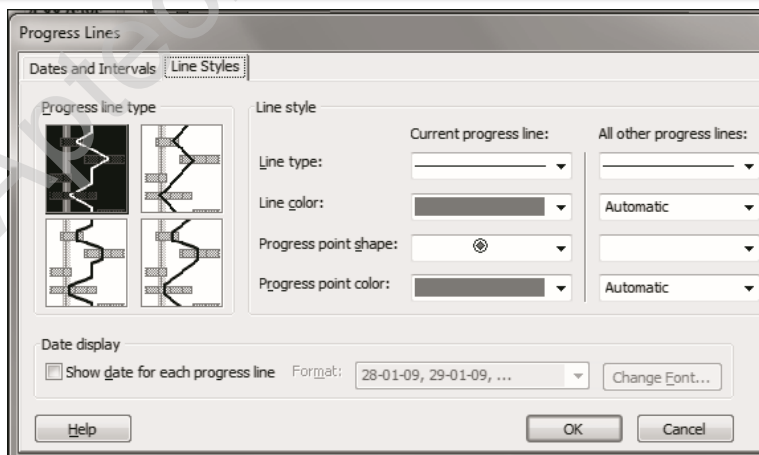 Progress Lines
Dates and Intervals Line Styles
Progress line type
Line style
Current progress line: All other progress lines:
Line type:
Line color: Automatic
Progress point shape:
Progress point color: Automatic
Date display
Show date for each progress line Format: 28-01-09, 29-01-09, ... Change Font...
Help OK Cancel